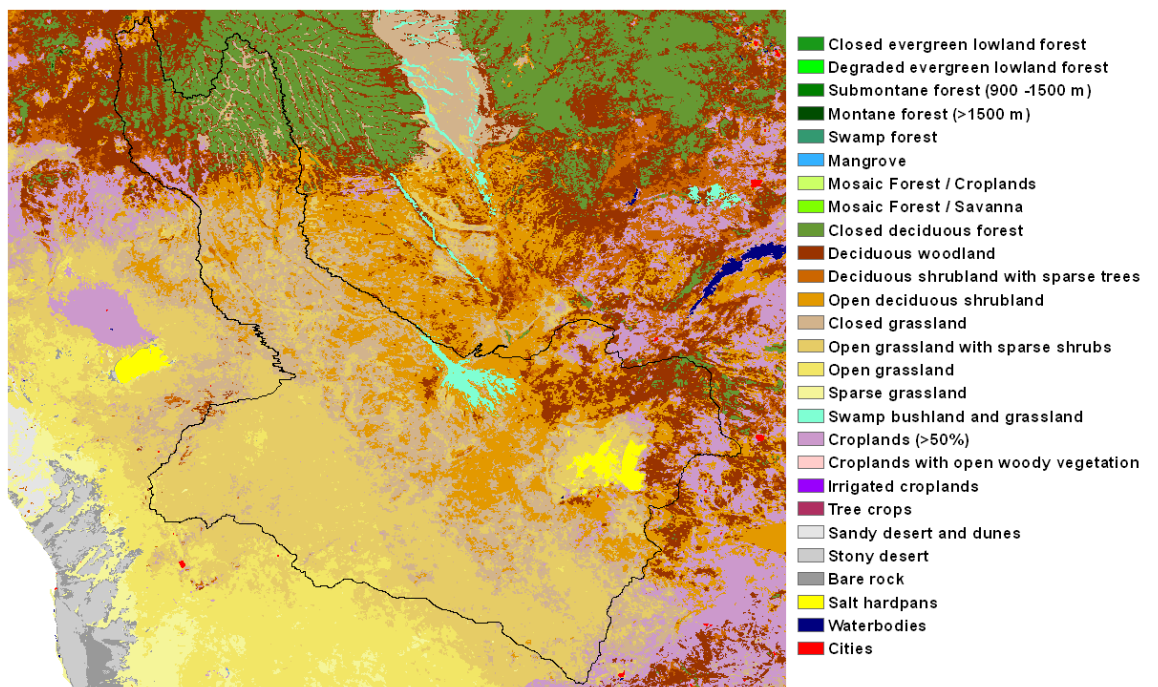 Closed evergreen lowland forest
Degraded evergreen lowland forest
Submontane forest (900 -1500 m)
Montane forest (>1500 m)
Swamp forest
Mangrove
Mosaic Forest / Croplands
Mosaic Forest / Savanna
Closed deciduous forest
Deciduous woodland
Deciduous shrubland with sparse trees
Open deciduous shrubland
Closed grassland
Open grassland with sparse shrubs
Open grassland
Sparse grassland
Swamp bushland and grassland
Croplands (>50%)
Croplands with open woody vegetation
Irrigated croplands
Tree crops
Sandy desert and dunes
Stony desert
Bare rock
Salt hardpans
Waterbodies
Cities